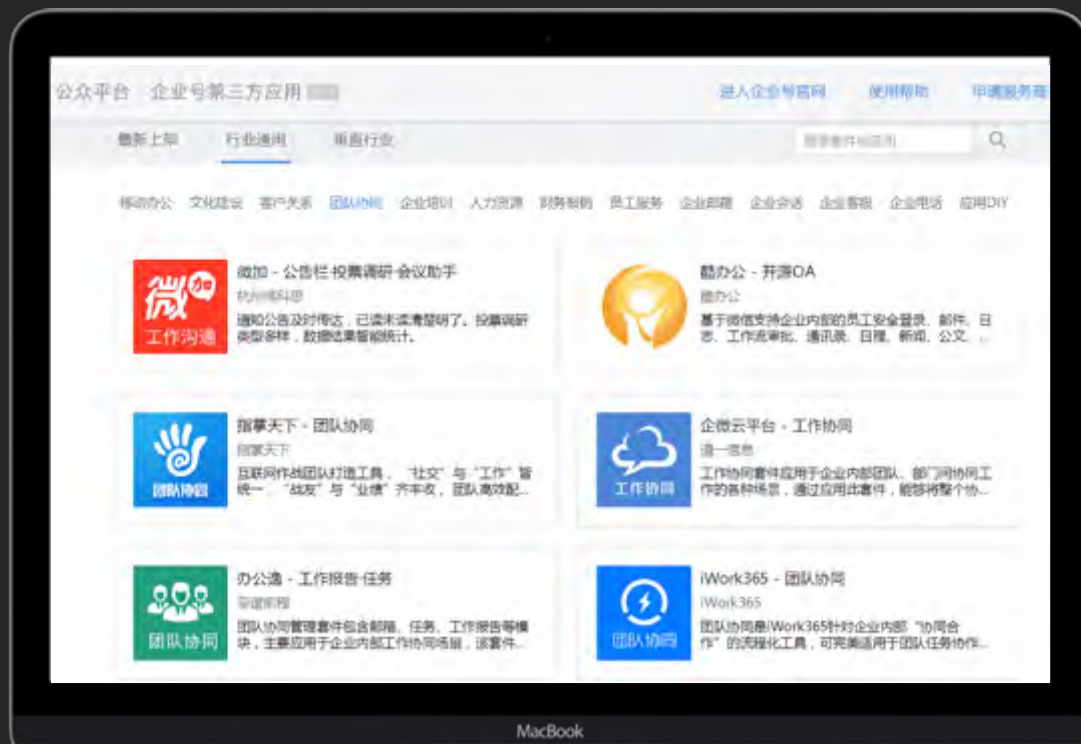 公众平台 企业号第三方应用
进入企业号官网 使用帮助 申请服务商
最新上架 行业通用 垂直行业
移动办公 文化建设 客户关系 团队协同 企业培训 人力资源 财务报销 员工服务 企业邮箱 企业会话 企业客服 企业电话 应用DIY
微加
工作沟通
微加 - 公告栏·投票调研·会议助手
通知公告及时传达，已读未读清楚明了。投票调研
类型多样，数据结果智能统计。
酷办公 - 开源OA
酷办公
基于微信支持企业内部的员工安全登录、邮件、日
志、工作流审批、通讯录、日程、新闻、公文、..
团队协同
指掌天下 - 团队协同
指掌天下
互联网作战团队打造工具，“社交”与“工作”皆
统一，“战友”与“业绩”齐丰收，团队高效配...
工作协同
企微云平台 - 工作协同
道一信息
工作协同套件应用于企业内部团队、部门间协同工
作的各种场景，通过应用此套件，能够将整个协...
团队协同
办公逸 - 工作报告·任务
团队协同管理套件包含邮箱、任务、工作报告等模
块，主要应用于企业内部工作协同场景，该套件...
团队协同
iWork365 - 团队协同
iWork365
团队协同是iWork365针对企业内部“协同合
作”的流程化工具，可完美适用于团队任务协作...
MacBook